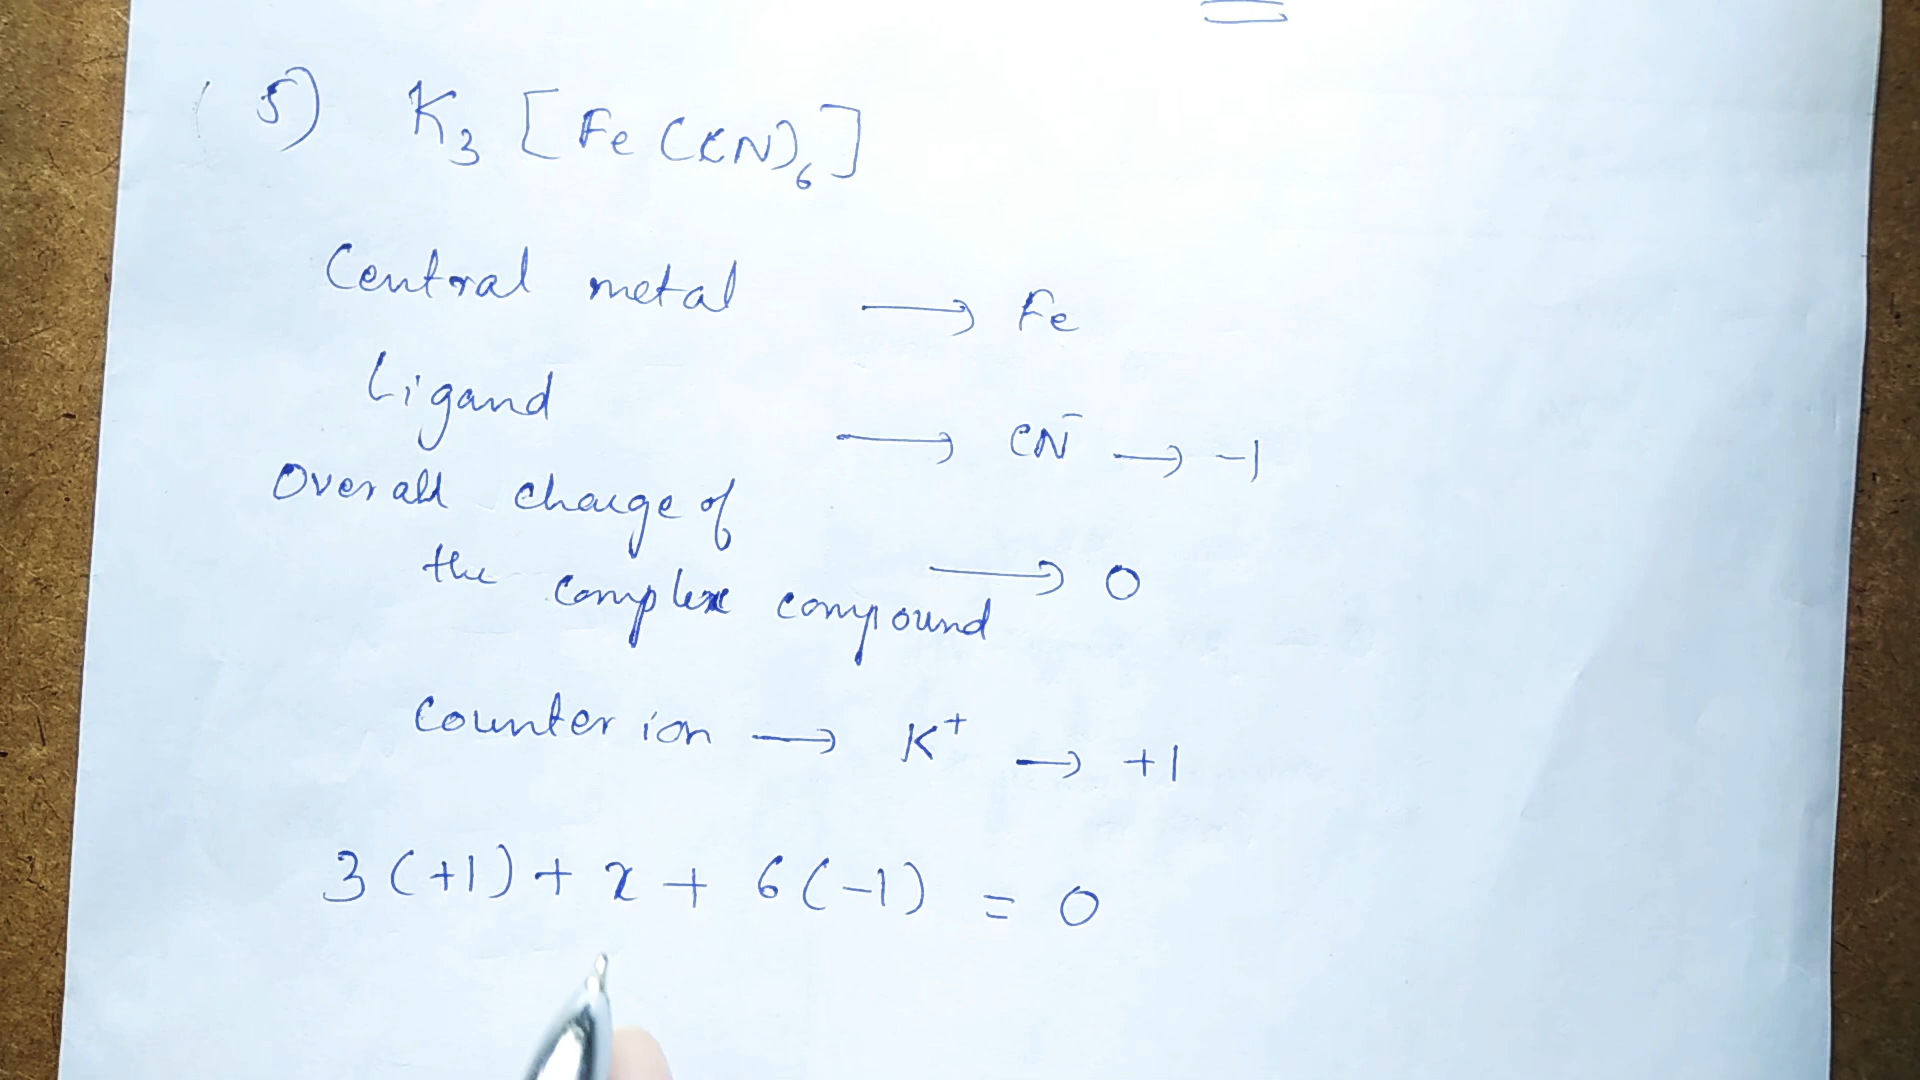 5) K₃ [Fe(CN)₆]
Central metal → Fe
Ligand → CN⁻ → -1
Overall charge of
the complex compound → 0
Counter ion → K⁺ → +1
3(+1) + x + 6(-1) = 0